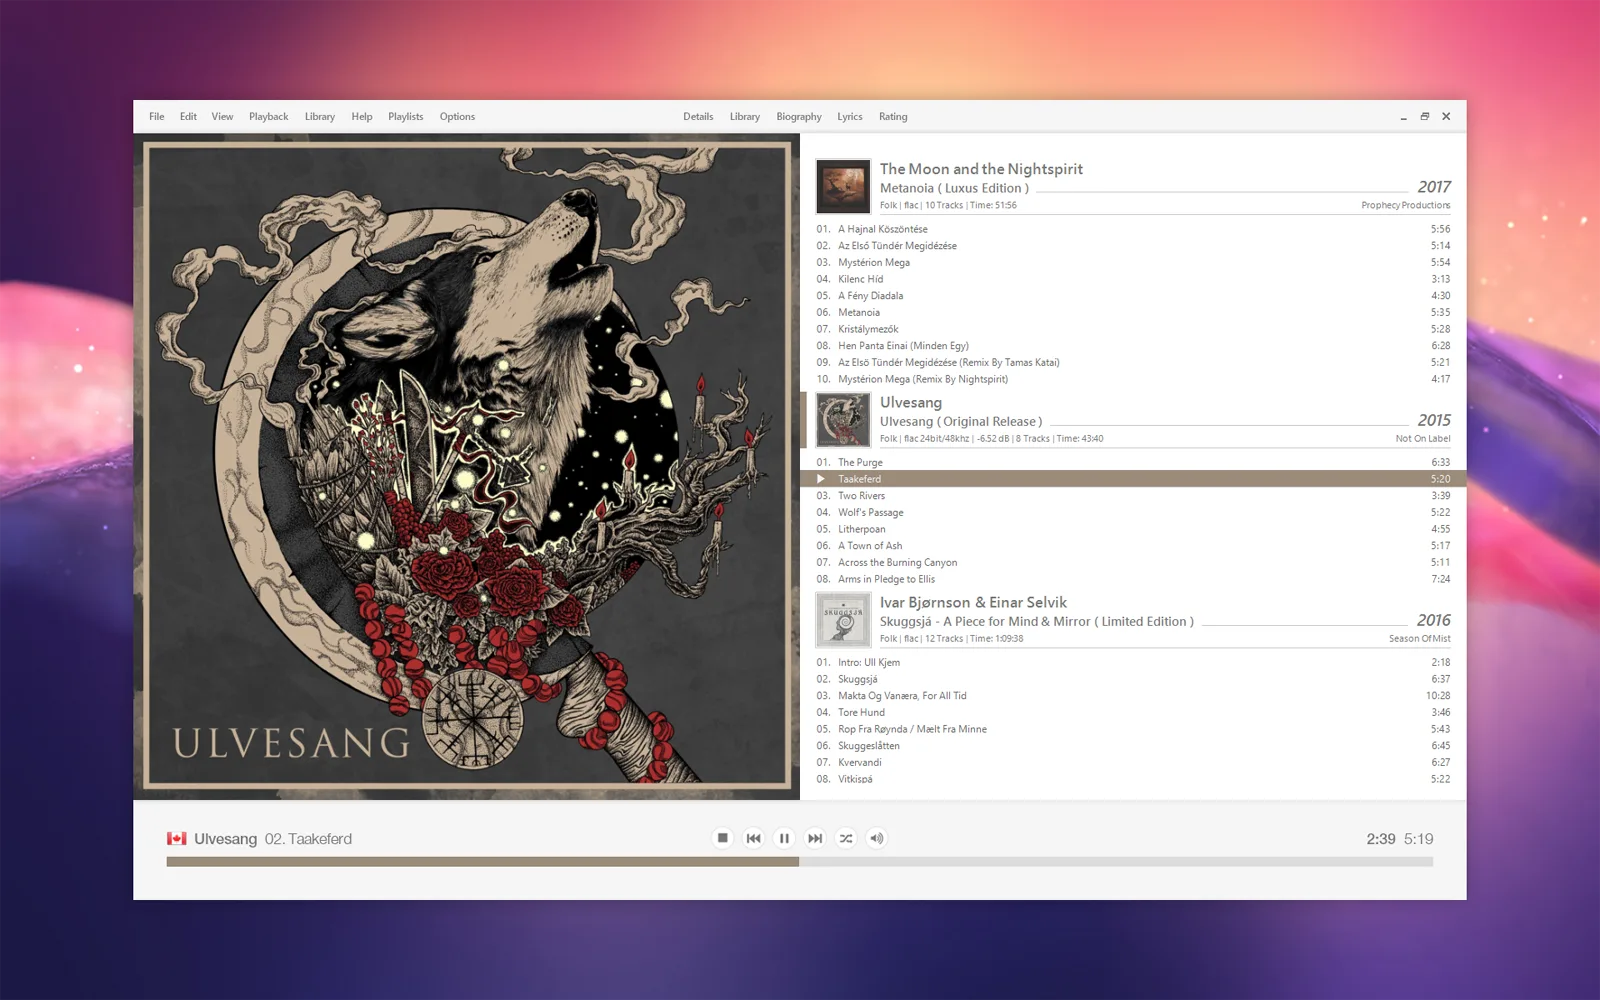 File Edit View Playback Library Help Playlists Options Details Library Biography Lyrics Rating
ULVESANG
The Moon and the Nightspirit
Metanoia ( Luxus Edition ) 2017
Folk | flac | 10 Tracks | Time: 51:56 Prophecy Productions
01. A Hajnal Köszöntése 5:56
02. Az Első Tündér Megidézése 5:14
03. Mystérion Mega 5:54
04. Kilenc Híd 3:13
05. A Fény Diadala 4:30
06. Metanoia 5:35
07. Kristálymezők 5:28
08. Hen Panta Einai (Minden Egy) 6:28
09. Az Elsö Tündér Megidézése (Remix By Tamas Katai) 5:21
10. Mystérion Mega (Remix By Nightspirit) 4:17
Ulvesang
Ulvesang ( Original Release ) 2015
Folk | flac 24bit/48khz | -6.52 dB | 8 Tracks | Time: 43:40 Not On Label
01. The Purge 6:33
Taakeferd 5:20
03. Two Rivers 3:39
04. Wolf's Passage 5:22
05. Litherpoan 4:55
06. A Town of Ash 5:17
07. Across the Burning Canyon 5:11
08. Arms in Pledge to Ellis 7:24
SKUGGSJÁ
Ivar Bjørnson & Einar Selvik
Skuggsjá - A Piece for Mind & Mirror ( Limited Edition ) 2016
Folk | flac | 12 Tracks | Time: 1:09:38 Season Of Mist
01. Intro: Ull Kjem 2:18
02. Skuggsjá 6:37
03. Makta Og Vanæra, For All Tid 10:28
04. Tore Hund 3:46
05. Rop Fra Røynda / Mælt Fra Minne 5:43
06. Skuggeslåtten 6:45
07. Kvervandi 6:27
08. Vitkispá 5:22
Ulvesang 02. Taakeferd 2:39 5:19